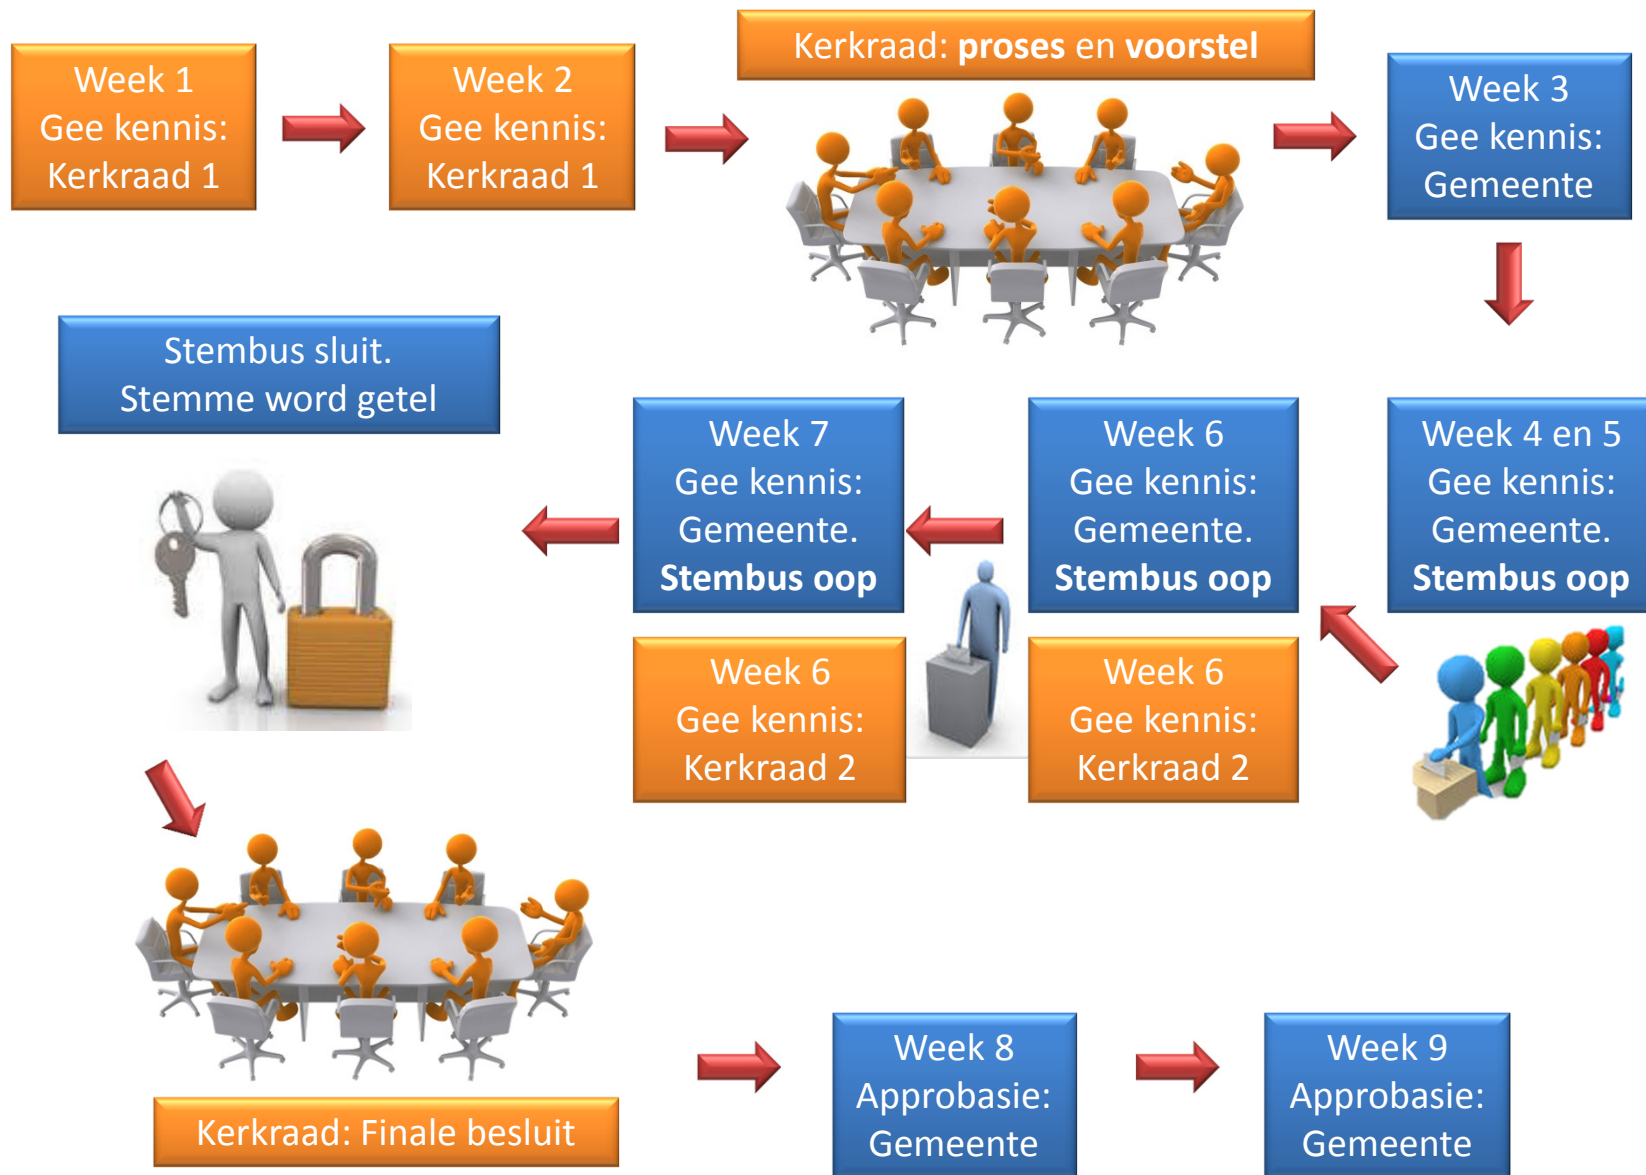 Week 1
Gee kennis:
Kerkraad 1
Week 2
Gee kennis:
Kerkraad 1
Kerkraad: proses en voorstel
Week 3
Gee kennis:
Gemeente
Week 4 en 5
Gee kennis:
Gemeente.
Stembus oop
Week 6
Gee kennis:
Gemeente.
Stembus oop
Week 6
Gee kennis:
Kerkraad 2
Week 7
Gee kennis:
Gemeente.
Stembus oop
Week 6
Gee kennis:
Kerkraad 2
Stembus sluit.
Stemme word getel
Kerkraad: Finale besluit
Week 8
Approbasie:
Gemeente
Week 9
Approbasie:
Gemeente